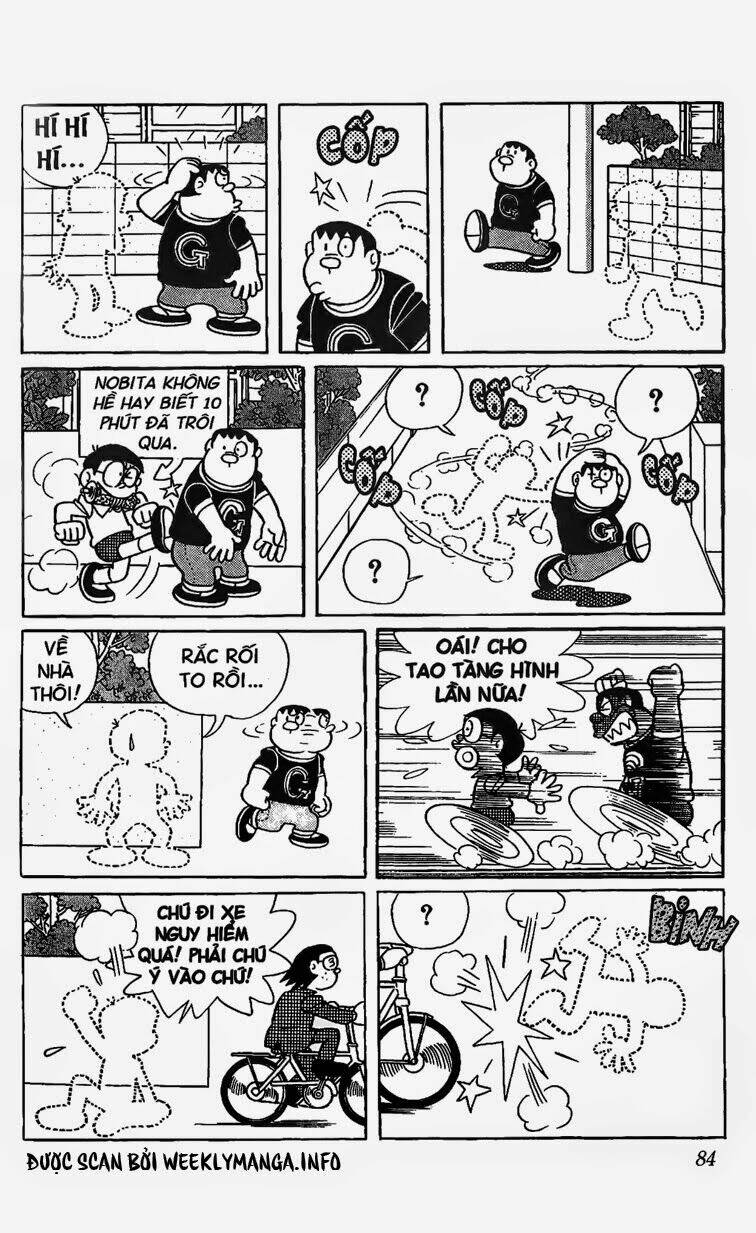 HÍ HÍ
HÍ...
G
CỐP
G
G
NOBITA KHÔNG
HỀ HAY BIẾT 10
PHÚT ĐÃ TRÔI
QUA.
G
?
CỐP
?
CỐP
CỐP
?
G
VỀ
NHÀ
THÔI!
RẮC RỐI
TO RỒI...
G
OÁI! CHO
TAO TÀNG HÌNH
LẦN NỮA!
CHÚ ĐI XE
NGUY HIỂM
QUÁ! PHẢI CHÚ
Ý VÀO CHỨ!
?
BINH
ĐƯỢC SCAN BỞI WEEKLYMANGA.INFO
84